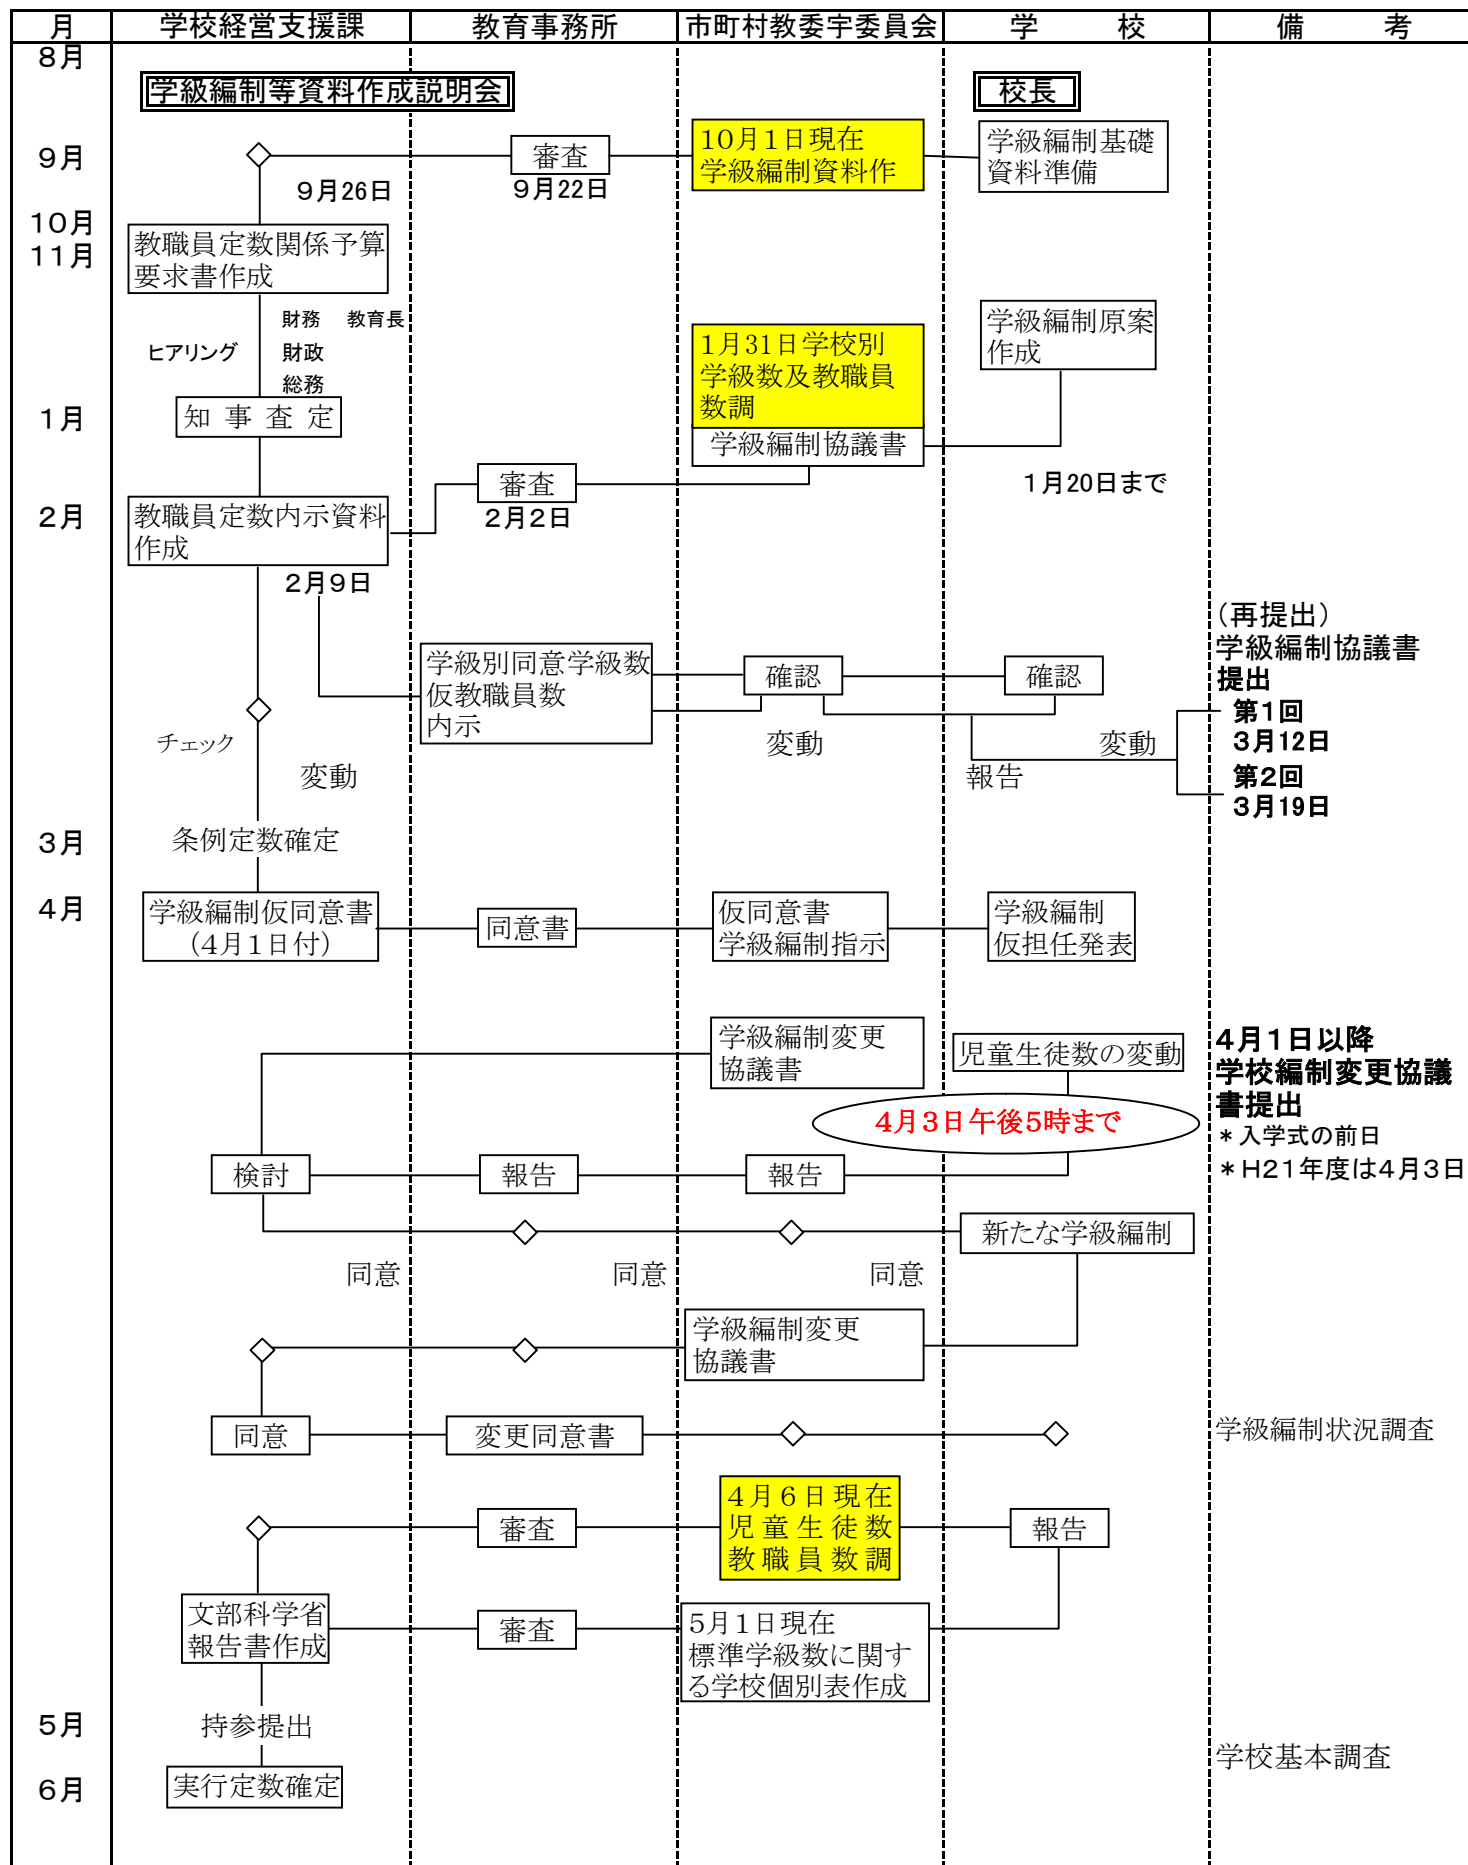 月 学校経営支援課 教育事務所 市町村教委宇委員会 学 校 備 考
8月
学級編制等資料作成説明会 校長
9月
審査
10月1日現在
学級編制資料作
学級編制基礎
資料準備
9月26日 9月22日
10月
11月
教職員定数関係予算
要求書作成
財務 教育長
ヒアリング 財政
総務
1月31日学校別
学級数及教職員
数調
学級編制原案
作成
1月
知 事 査 定
学級編制協議書
審査
1月20日まで
2月
教職員定数内示資料
作成
2月2日
2月9日
学級別同意学級数
仮教職員数
内示
確認
確認
(再提出)
学級編制協議書
提出
第1回
3月12日
第2回
3月19日
チェック
変動
変動
変動
報告
3月
条例定数確定
4月
学級編制仮同意書
(4月1日付)
同意書
仮同意書
学級編制指示
学級編制
仮担任発表
学級編制変更
協議書
児童生徒数の変動
4月3日午後5時まで
4月1日以降
学校編制変更協議
書提出
*入学式の前日
*H21年度は4月3日
検討 報告 報告
新たな学級編制
同意 同意 同意
学級編制変更
協議書
同意 変更同意書
学級編制状況調査
審査
4月6日現在
児童生徒数
教職員数調
報告
文部科学省
報告書作成
審査
5月1日現在
標準学級数に関す
る学校個別表作成
5月
持参提出
学校基本調査
6月
実行定数確定